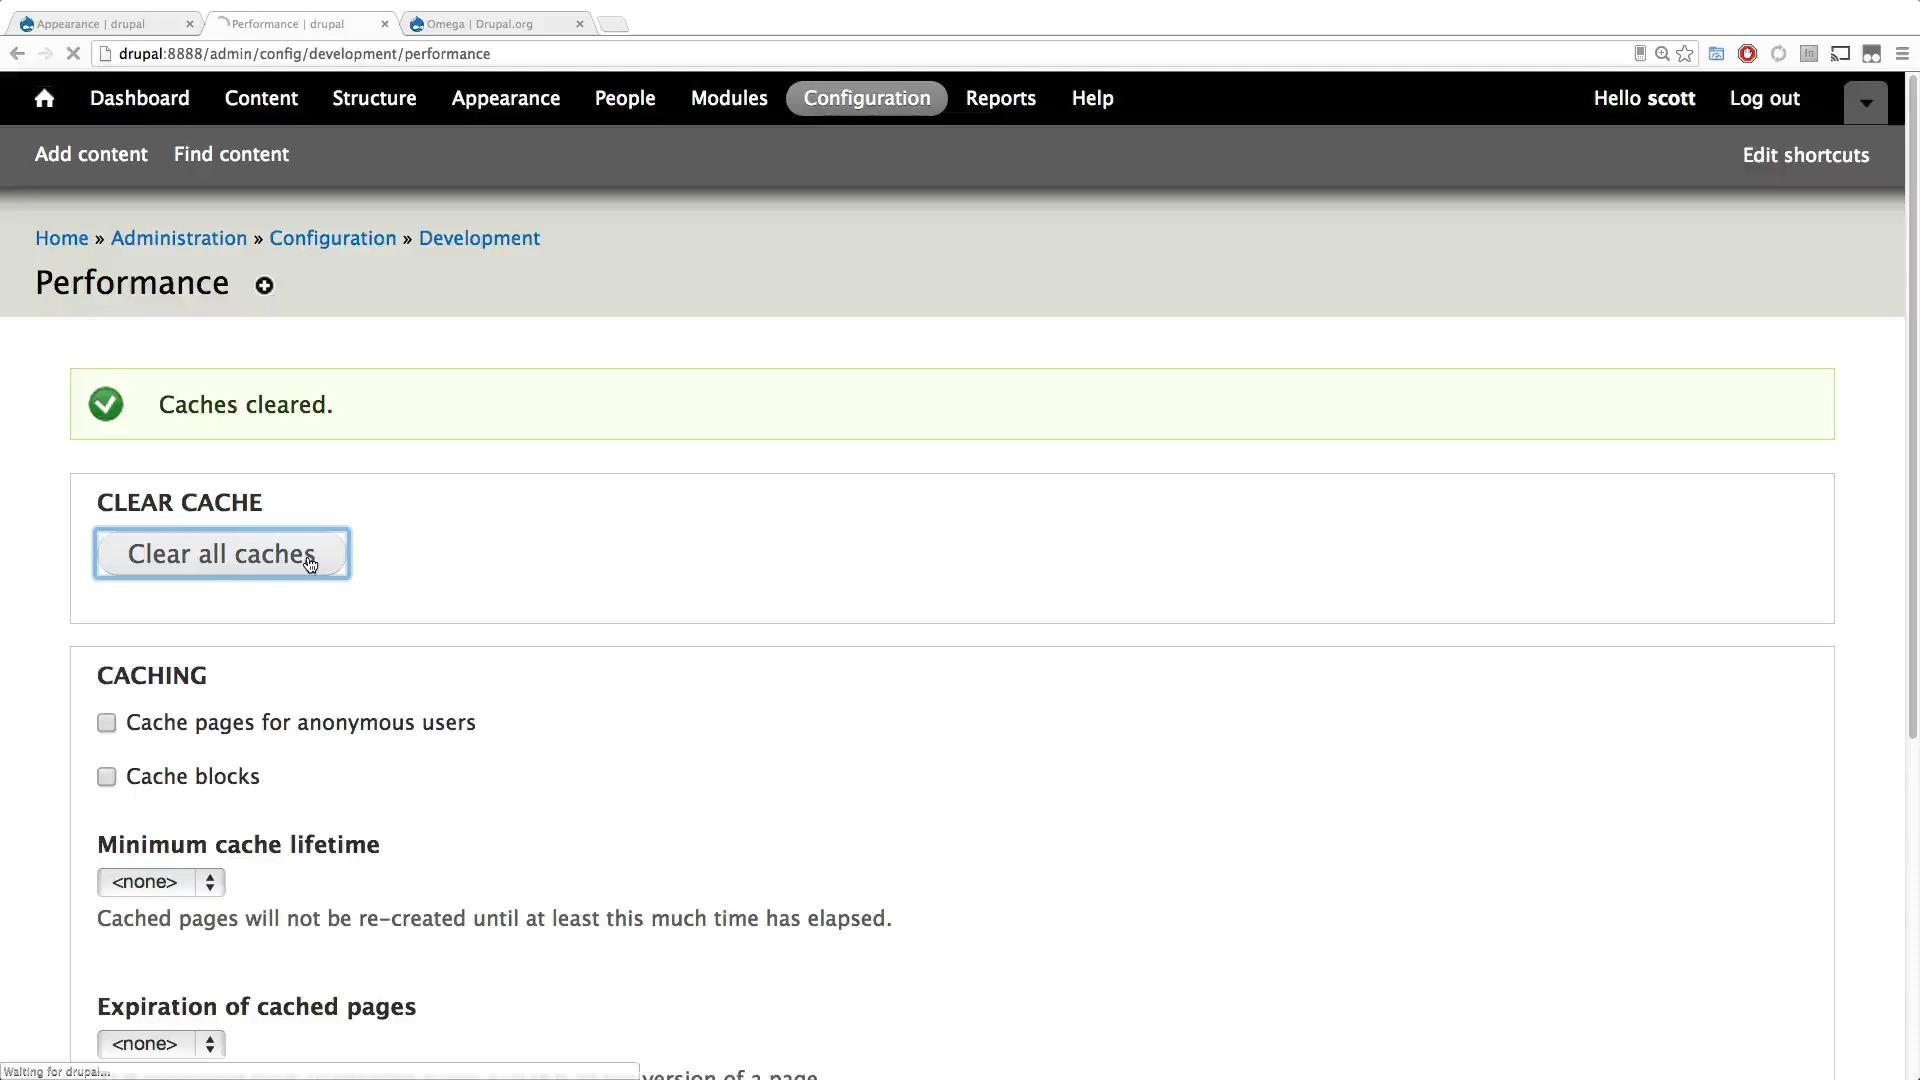 Appearance | drupal
Performance | drupal
Omega | Drupal.org
drupal:8888/admin/config/development/performance
Dashboard Content Structure Appearance People Modules Configuration Reports Help Hello scott Log out
Add content Find content Edit shortcuts
Home » Administration » Configuration » Development
Performance
Caches cleared.
CLEAR CACHE
Clear all caches
CACHING
Cache pages for anonymous users
Cache blocks
Minimum cache lifetime
<none>
Cached pages will not be re-created until at least this much time has elapsed.
Expiration of cached pages
<none>
Waiting for drupal...
version of a page